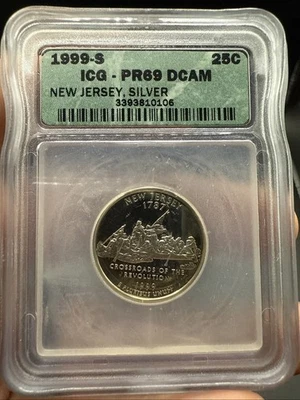 1999-S 25C
ICG - PR69 DCAM
NEW JERSEY, SILVER
3393810106
NEW JERSEY
1787
CROSSROADS OF THE
REVOLUTION
1999
E PLURIBUS UNUM